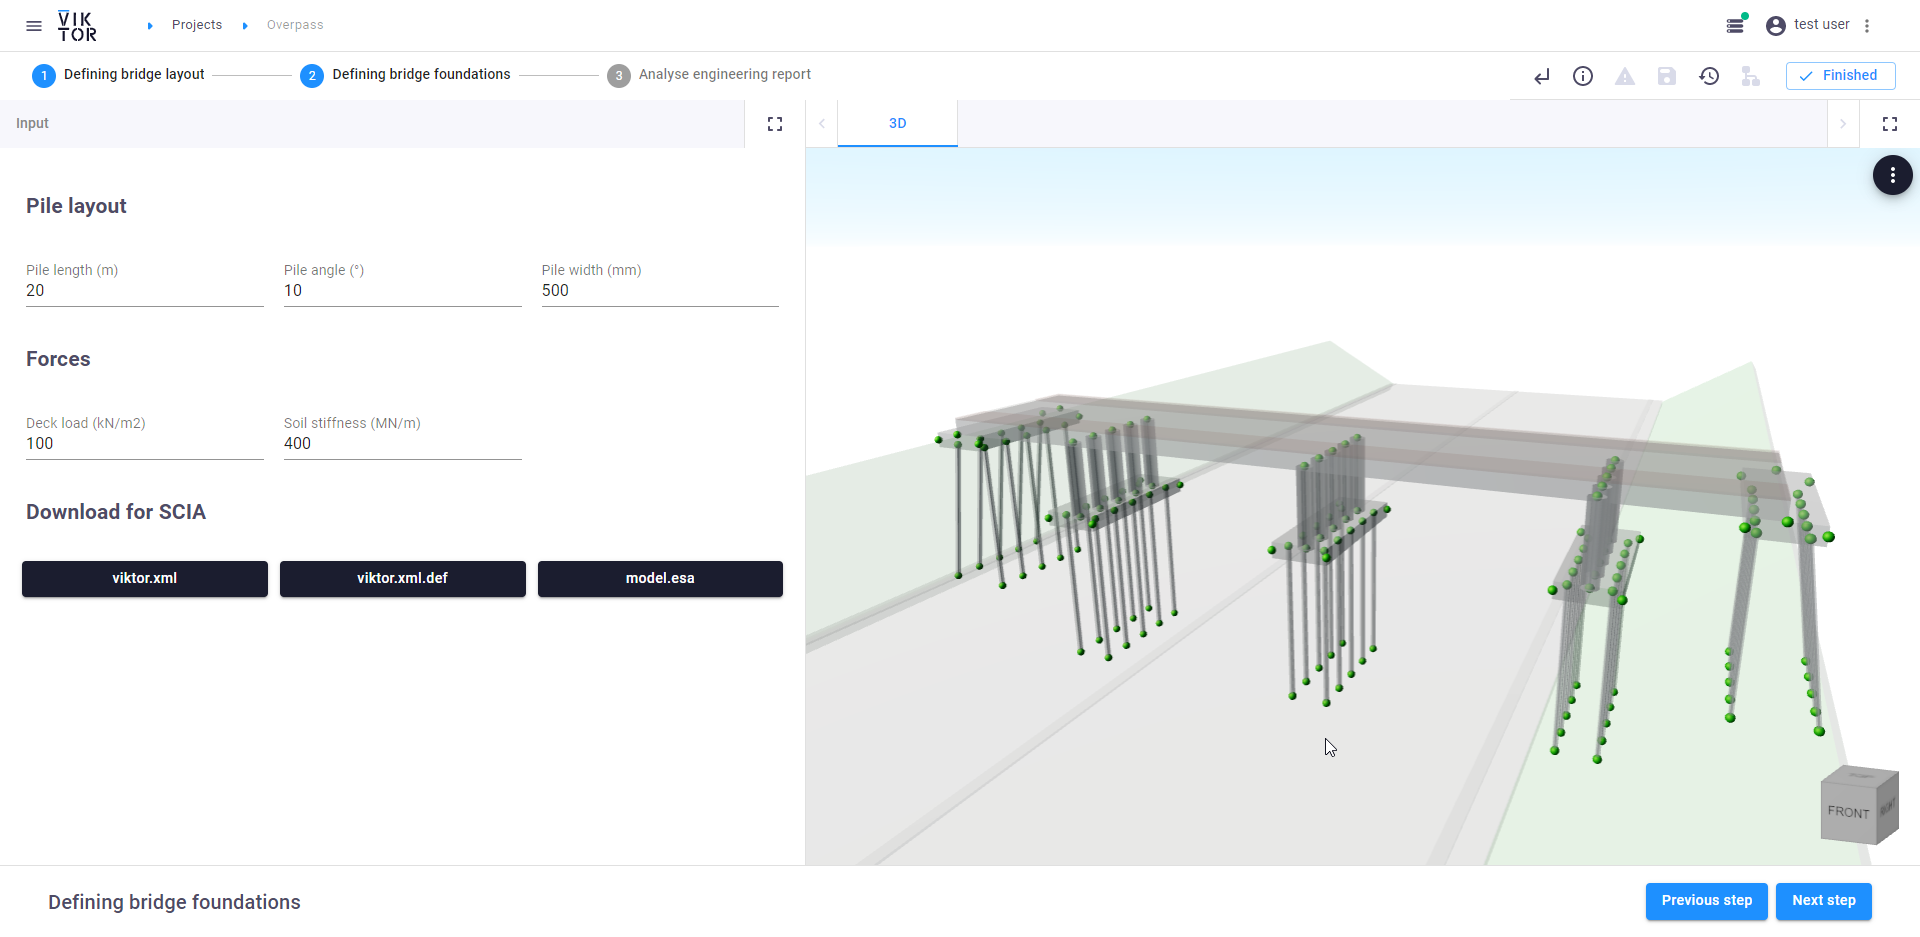 VIKTOR
Projects
Overpass
test user
1 Defining bridge layout
2 Defining bridge foundations
3 Analyse engineering report
Finished
Input
3D
Pile layout
Pile length (m)
20
Pile angle (°)
10
Pile width (mm)
500
Forces
Deck load (kN/m2)
100
Soil stiffness (MN/m)
400
Download for SCIA
viktor.xml
viktor.xml.def
model.esa
FRONT
RIGHT
Defining bridge foundations
Previous step
Next step